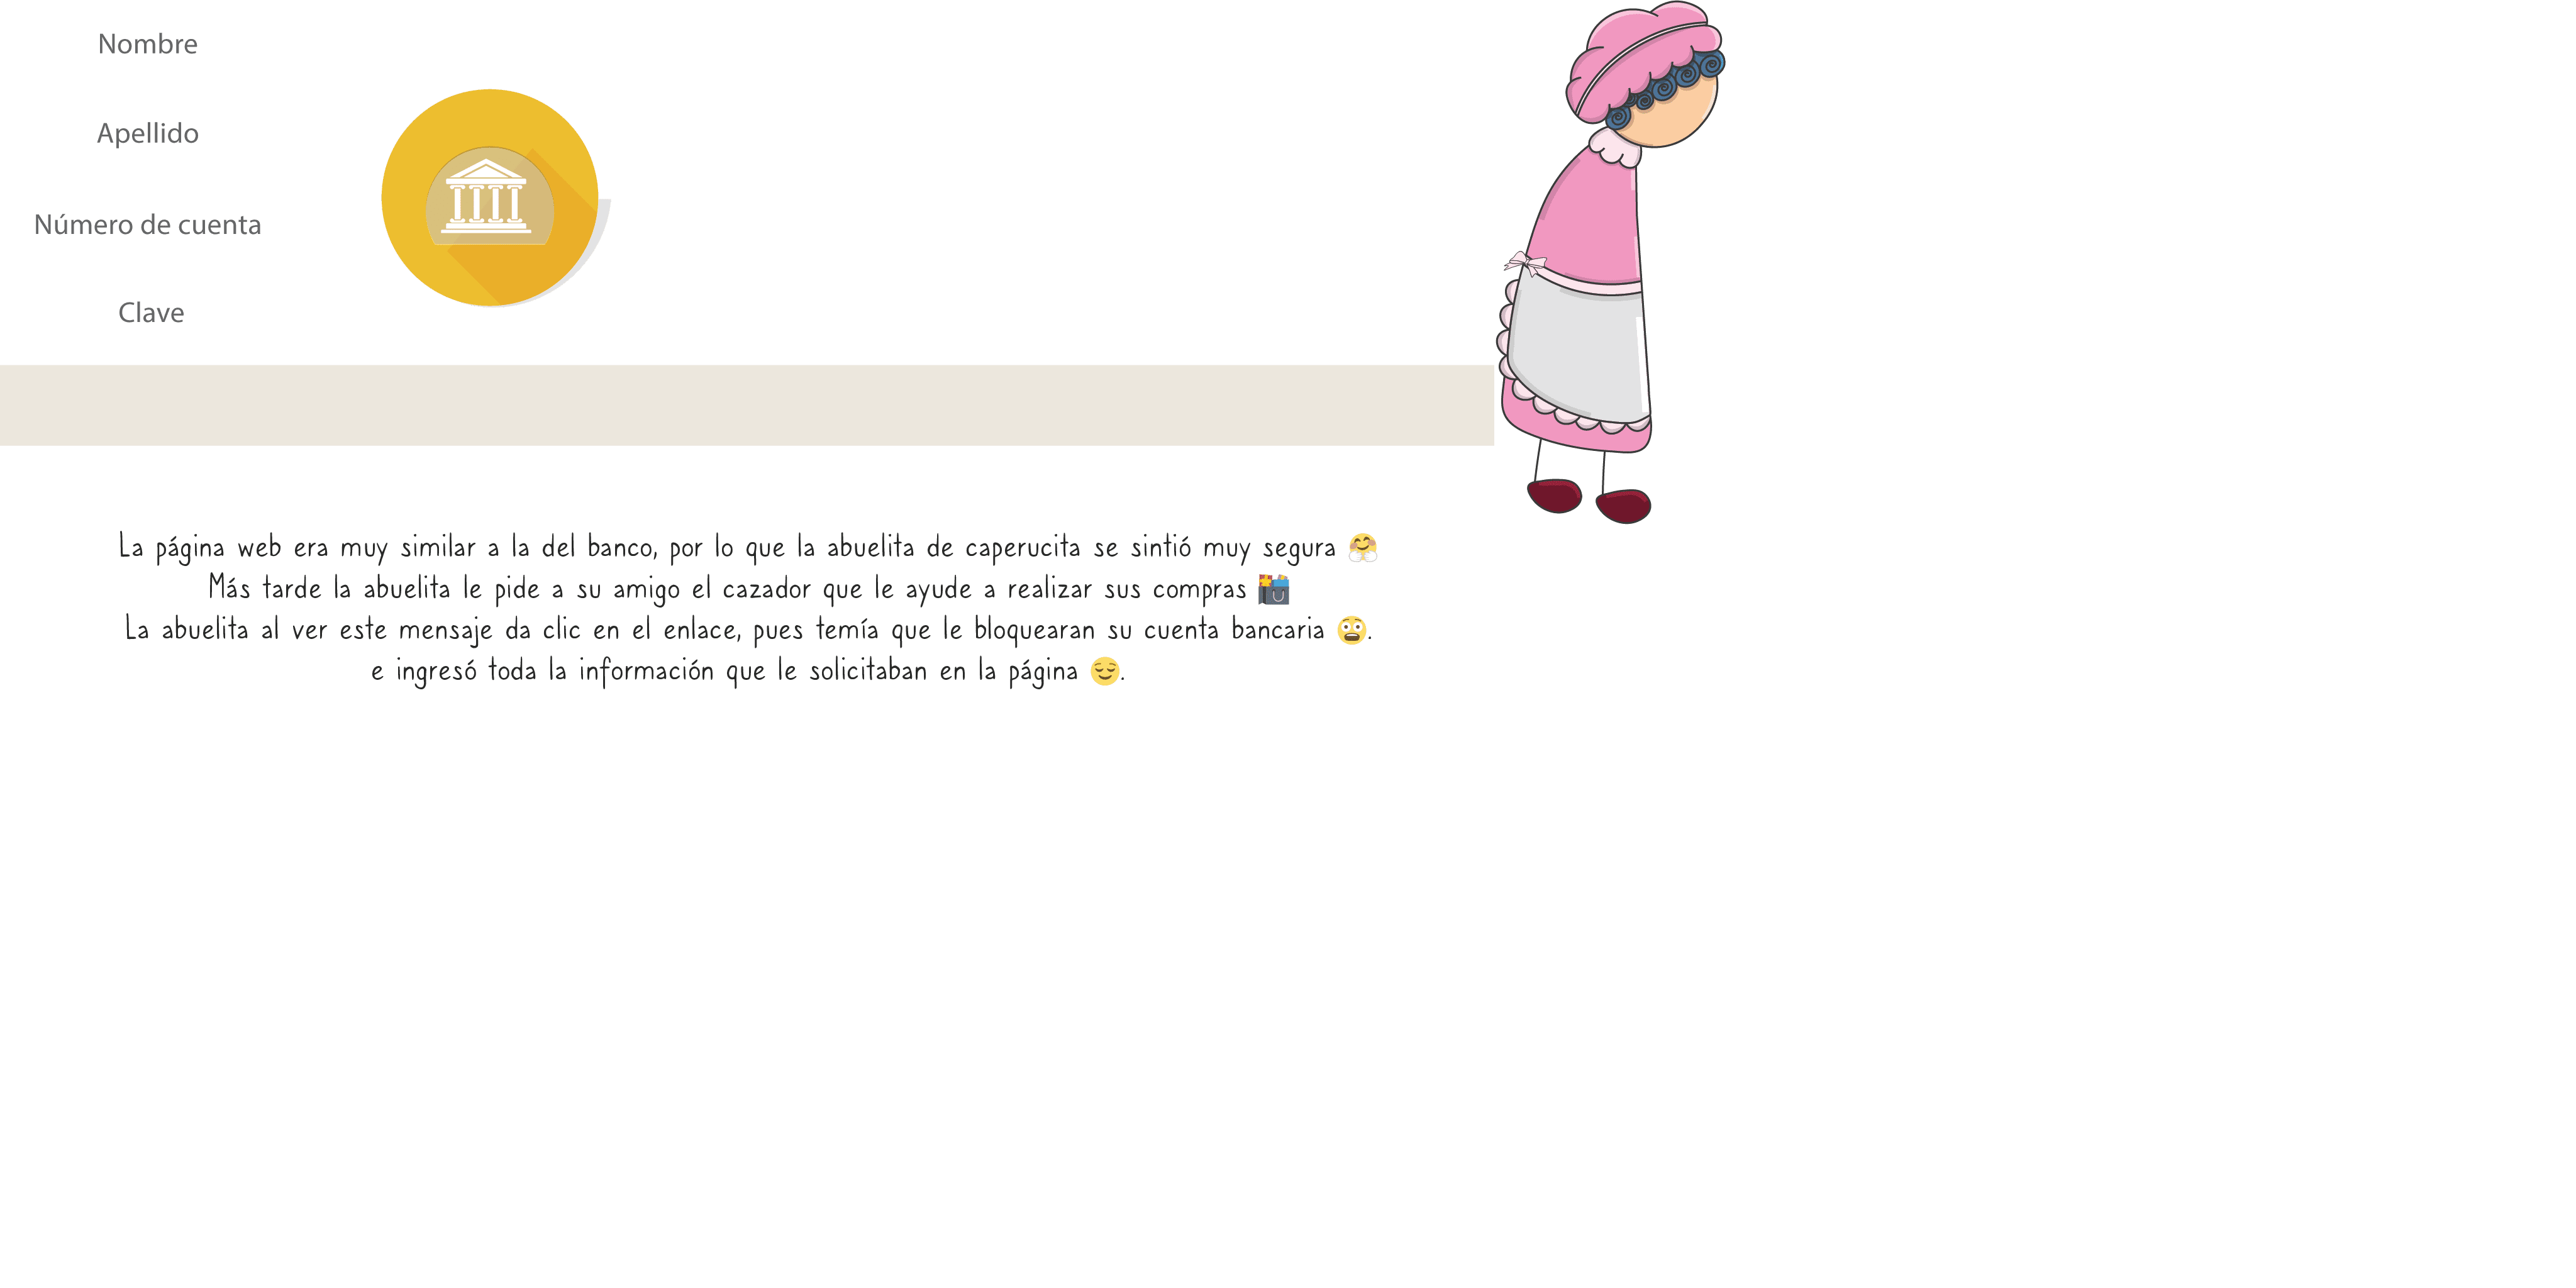 Nombre
Apellido
Número de cuenta
Clave
La página web era muy similar a la del banco, por lo que la abuelita de caperucita se sintió muy segura 🤗
Más tarde la abuelita le pide a su amigo el cazador que le ayude a realizar sus compras 🛍️
La abuelita al ver este mensaje da clic en el enlace, pues temía que le bloquearan su cuenta bancaria 😨.
e ingresó toda la información que le solicitaban en la página 😌.